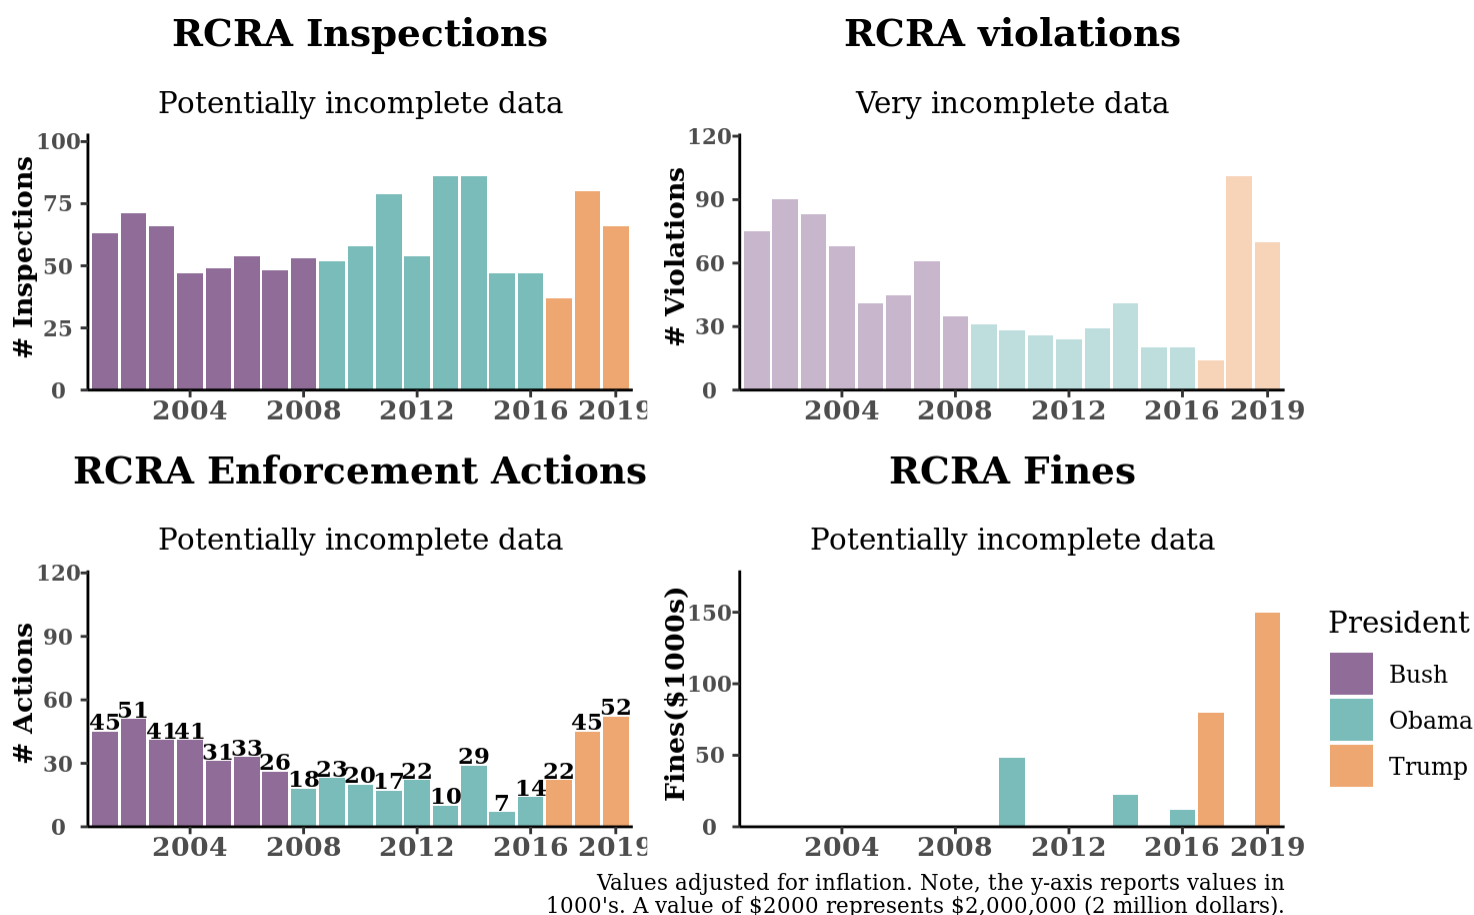 RCRA Inspections
Potentially incomplete data
# Inspections
100
75
50
25
0
2004 2008 2012 2016 2019
RCRA violations
Very incomplete data
# Violations
120
90
60
30
0
2004 2008 2012 2016 2019
RCRA Enforcement Actions
Potentially incomplete data
# Actions
120
90
60
30
0
45 51 41 41 31 33 26 18 23 20 17 22 10 29 7 14 22 45 52
2004 2008 2012 2016 2019
RCRA Fines
Potentially incomplete data
Fines($1000s)
150
100
50
0
2004 2008 2012 2016 2019
President
Bush
Obama
Trump
Values adjusted for inflation. Note, the y-axis reports values in
1000's. A value of $2000 represents $2,000,000 (2 million dollars).